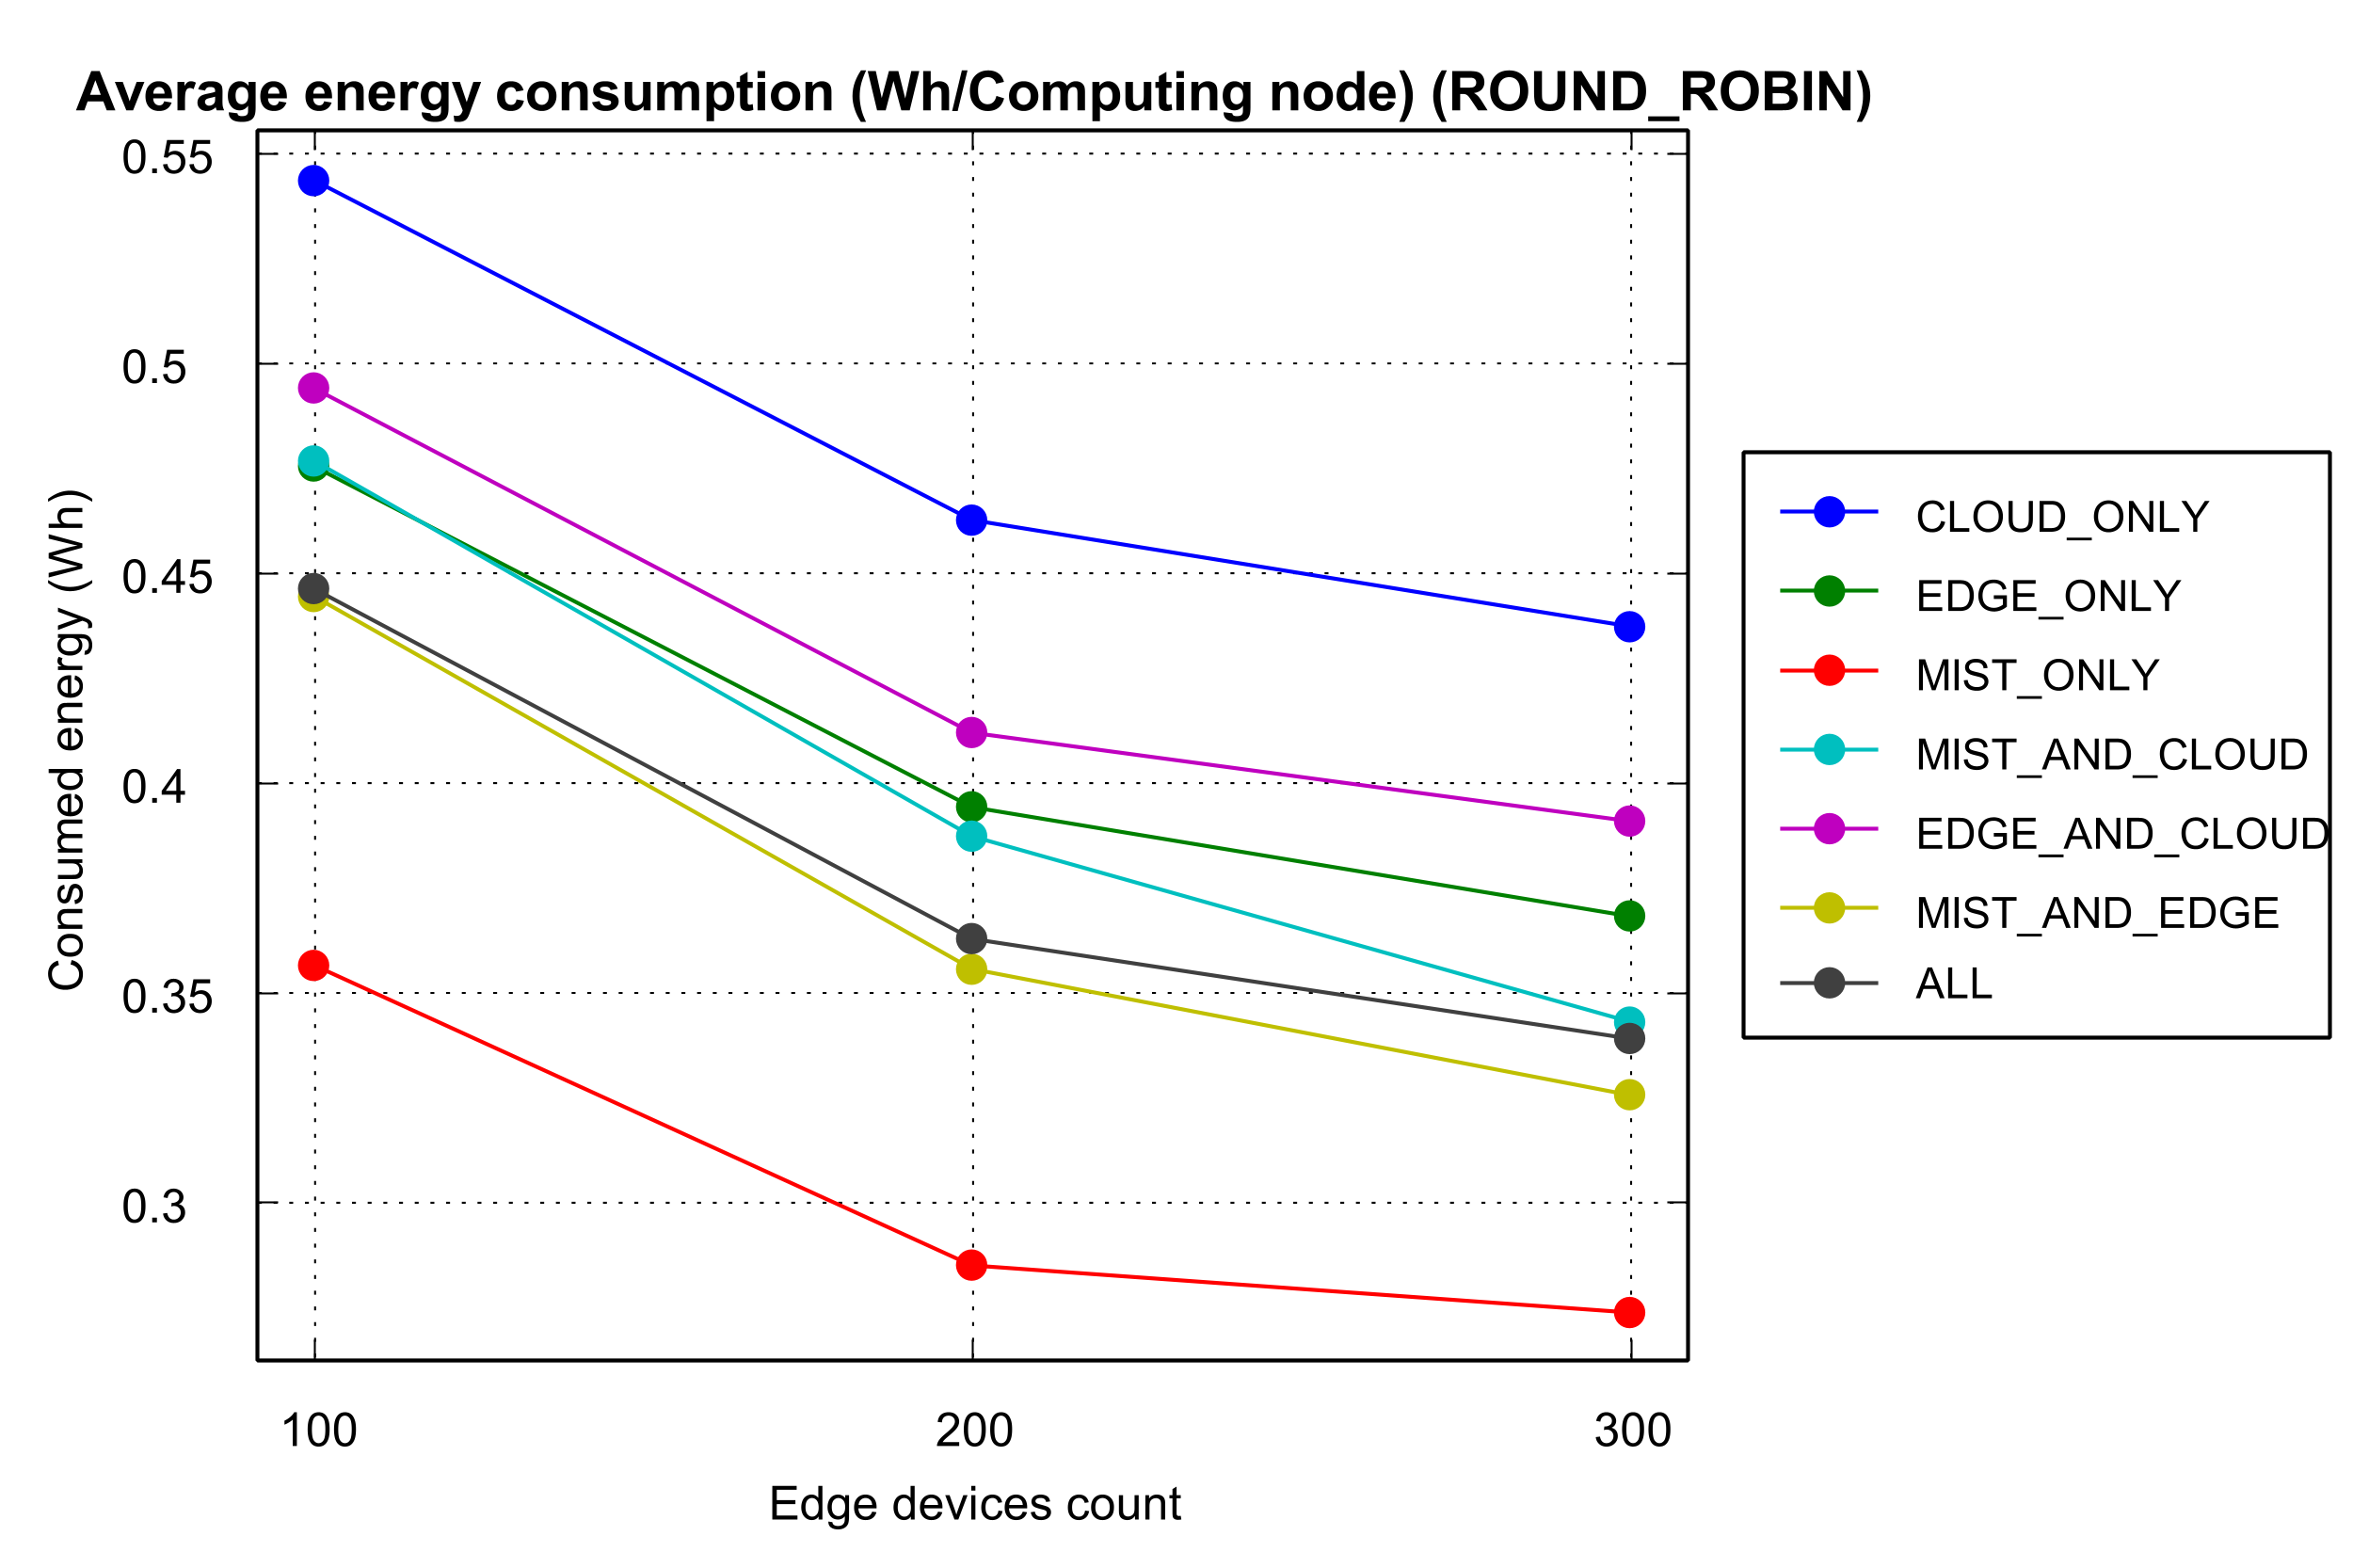 Average energy consumption (Wh/Computing node) (ROUND_ROBIN)
0.55
0.5
0.45
0.4
0.35
0.3
Consumed energy (Wh)
100
200
300
Edge devices count
CLOUD_ONLY
EDGE_ONLY
MIST_ONLY
MIST_AND_CLOUD
EDGE_AND_CLOUD
MIST_AND_EDGE
ALL